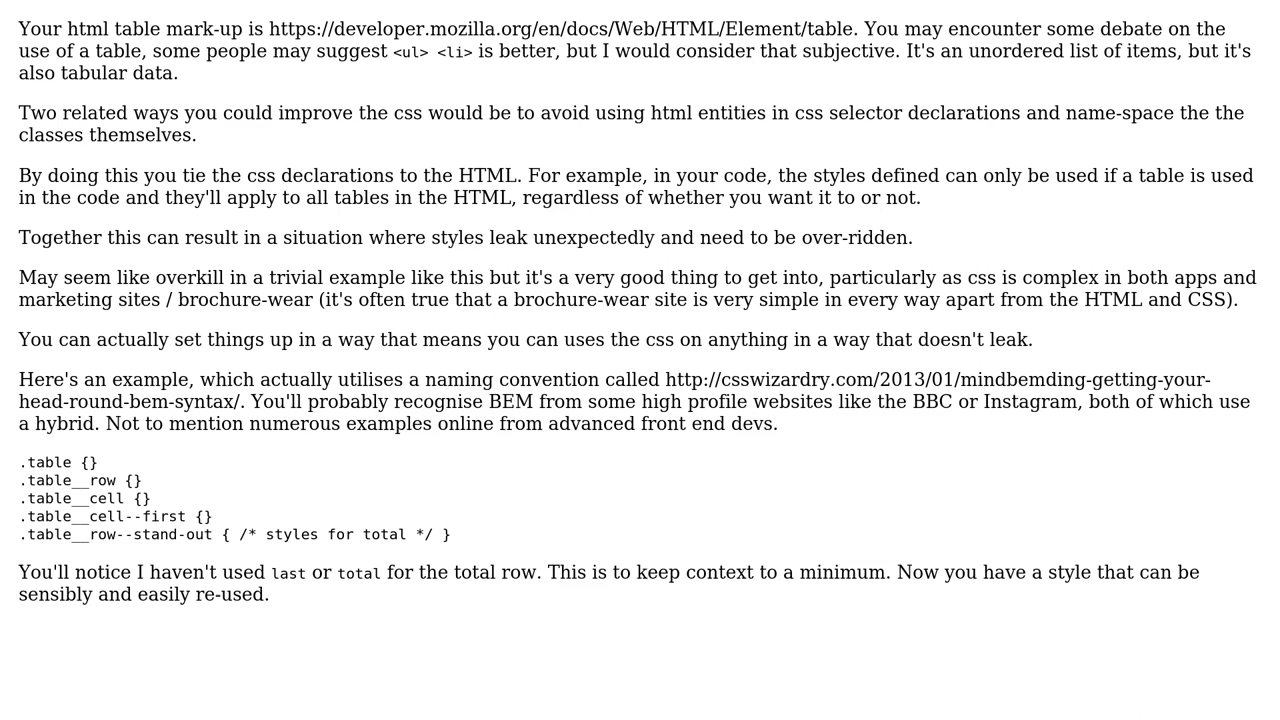 Your html table mark-up is https://developer.mozilla.org/en/docs/Web/HTML/Element/table. You may encounter some debate on the
use of a table, some people may suggest <ul> <li> is better, but I would consider that subjective. It's an unordered list of items, but it's
also tabular data.
Two related ways you could improve the css would be to avoid using html entities in css selector declarations and name-space the the
classes themselves.
By doing this you tie the css declarations to the HTML. For example, in your code, the styles defined can only be used if a table is used
in the code and they'll apply to all tables in the HTML, regardless of whether you want it to or not.
Together this can result in a situation where styles leak unexpectedly and need to be over-ridden.
May seem like overkill in a trivial example like this but it's a very good thing to get into, particularly as css is complex in both apps and
marketing sites / brochure-wear (it's often true that a brochure-wear site is very simple in every way apart from the HTML and CSS).
You can actually set things up in a way that means you can uses the css on anything in a way that doesn't leak.
Here's an example, which actually utilises a naming convention called http://csswizardry.com/2013/01/mindbemding-getting-your-
head-round-bem-syntax/. You'll probably recognise BEM from some high profile websites like the BBC or Instagram, both of which use
a hybrid. Not to mention numerous examples online from advanced front end devs.
.table {}
.table__row {}
.table__cell {}
.table__cell--first {}
.table__row--stand-out { /* styles for total */ }
You'll notice I haven't used last or total for the total row. This is to keep context to a minimum. Now you have a style that can be
sensibly and easily re-used.